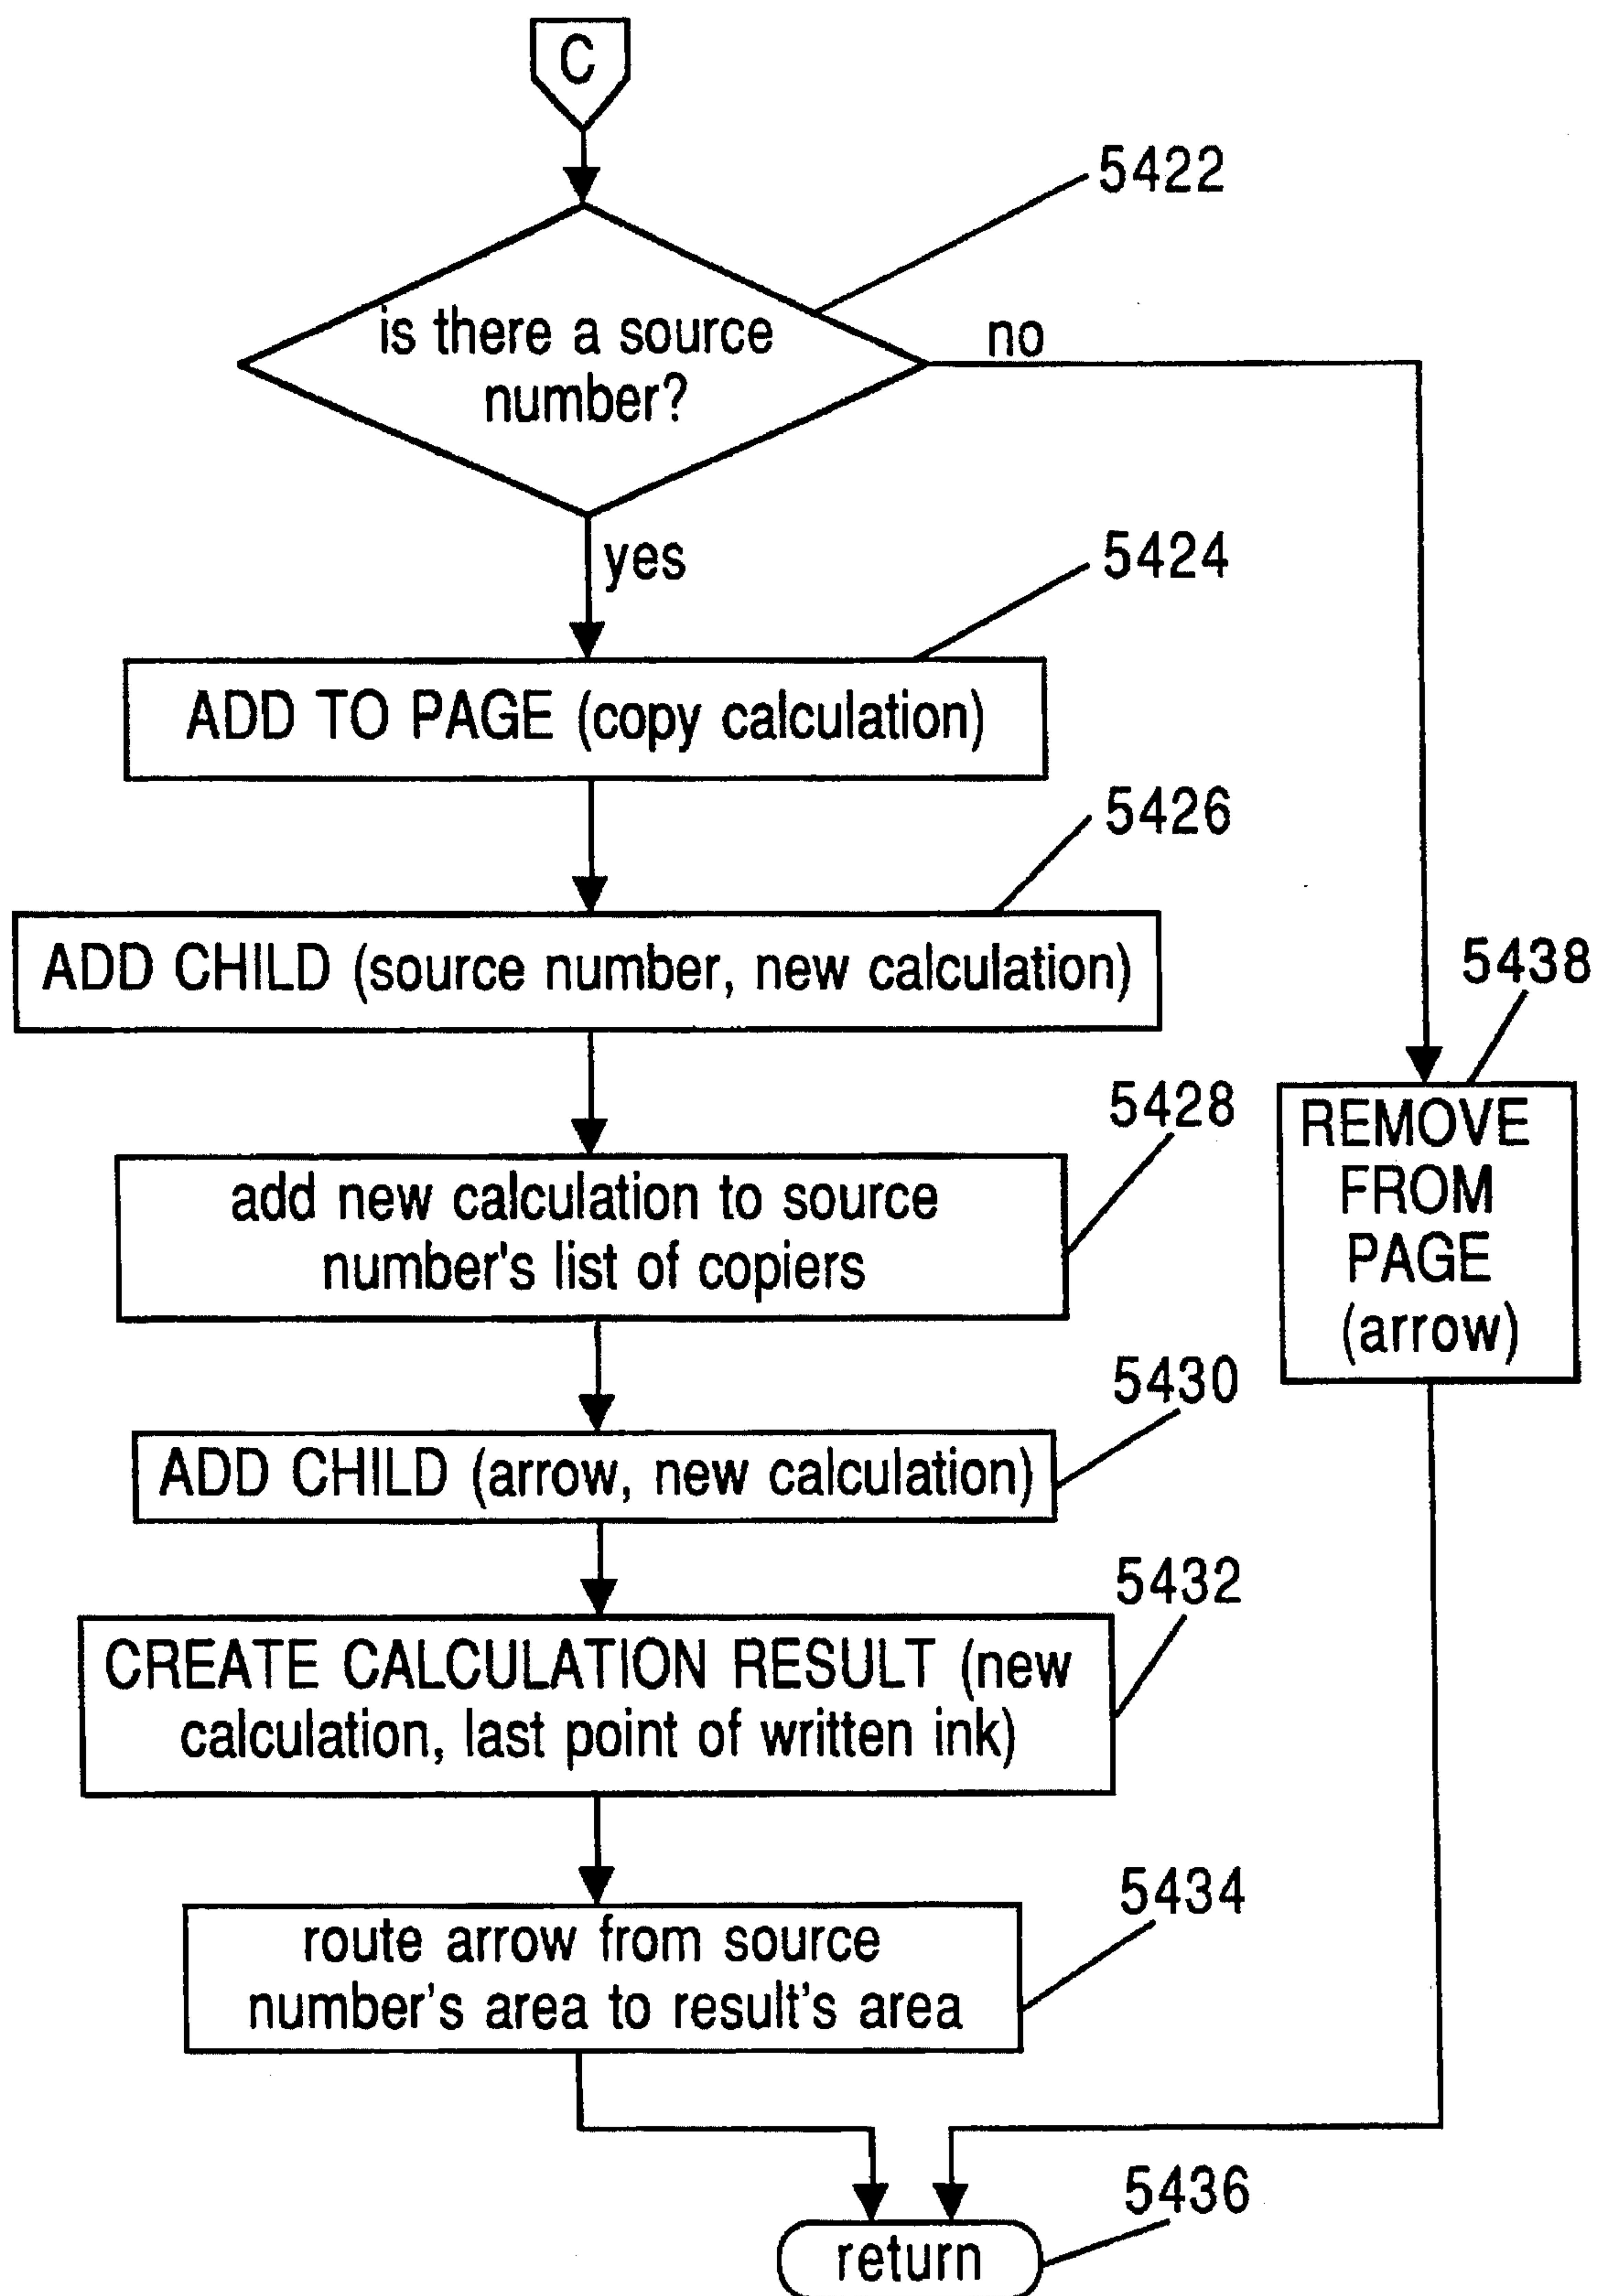 C
5422
is there a source
number?
no
yes
5424
ADD TO PAGE (copy calculation)
5426
ADD CHILD (source number, new calculation)
5438
5428
REMOVE
FROM
PAGE
(arrow)
add new calculation to source
number's list of copiers
5430
ADD CHILD (arrow, new calculation)
5432
CREATE CALCULATION RESULT (new
calculation, last point of written ink)
5434
route arrow from source
number's area to result's area
5436
return